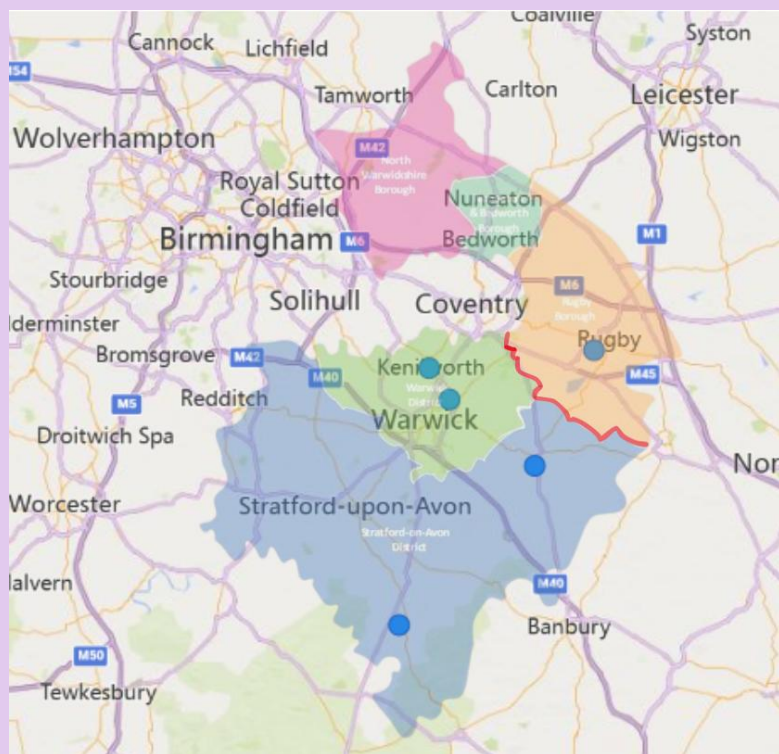 Coalville
Cannock
Lichfield
Syston
M54
Tamworth
Carlton
Leicester
Wolverhampton
M42
Wigston
North
Warwickshire
Borough
Royal Sutton
Coldfield
Nuneaton
& Bedworth
Borough
Birmingham
M6
Bedworth
M1
Stourbridge
Solihull
Coventry
M6
Rugby
Borough
dderminster
Rugby
Bromsgrove
M42
Kenilworth
M40
Warwick
District
M45
Redditch
M5
Warwick
Droitwich Spa
Nor
Worcester
Stratford-upon-Avon
Stratford-on-Avon
District
Malvern
M40
Banbury
M50
Tewkesbury